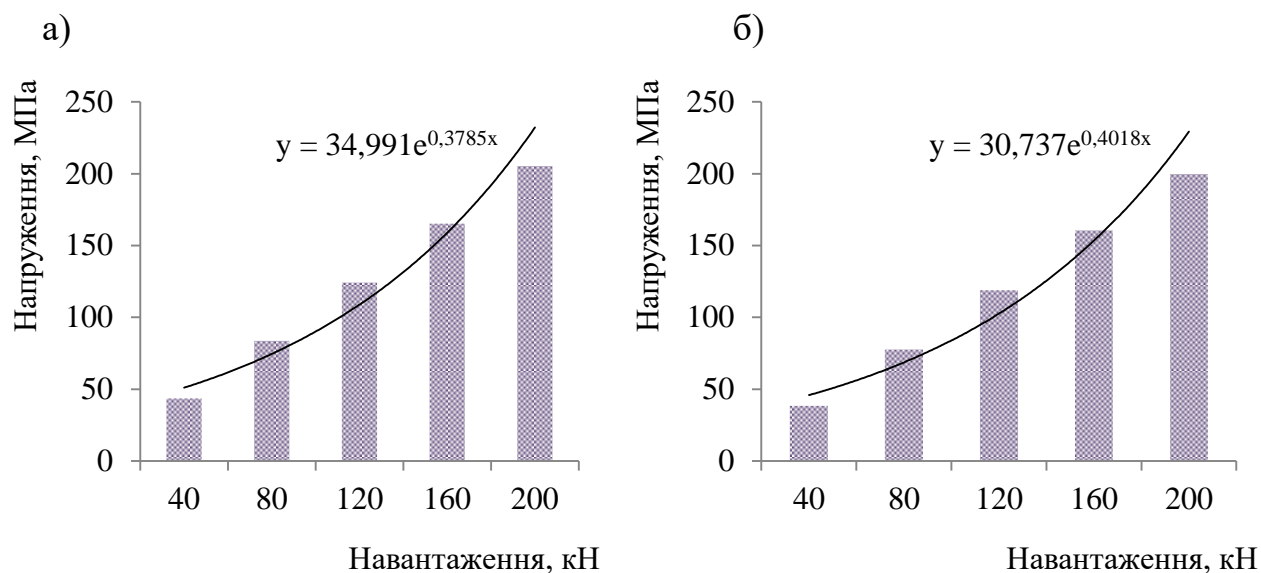 а)
Напруження, МПа
250
200
150
100
50
0
y = 34,991e^0,3785x
40 80 120 160 200
Навантаження, кН
б)
Напруження, МПа
250
200
150
100
50
0
y = 30,737e^0,4018x
40 80 120 160 200
Навантаження, кН